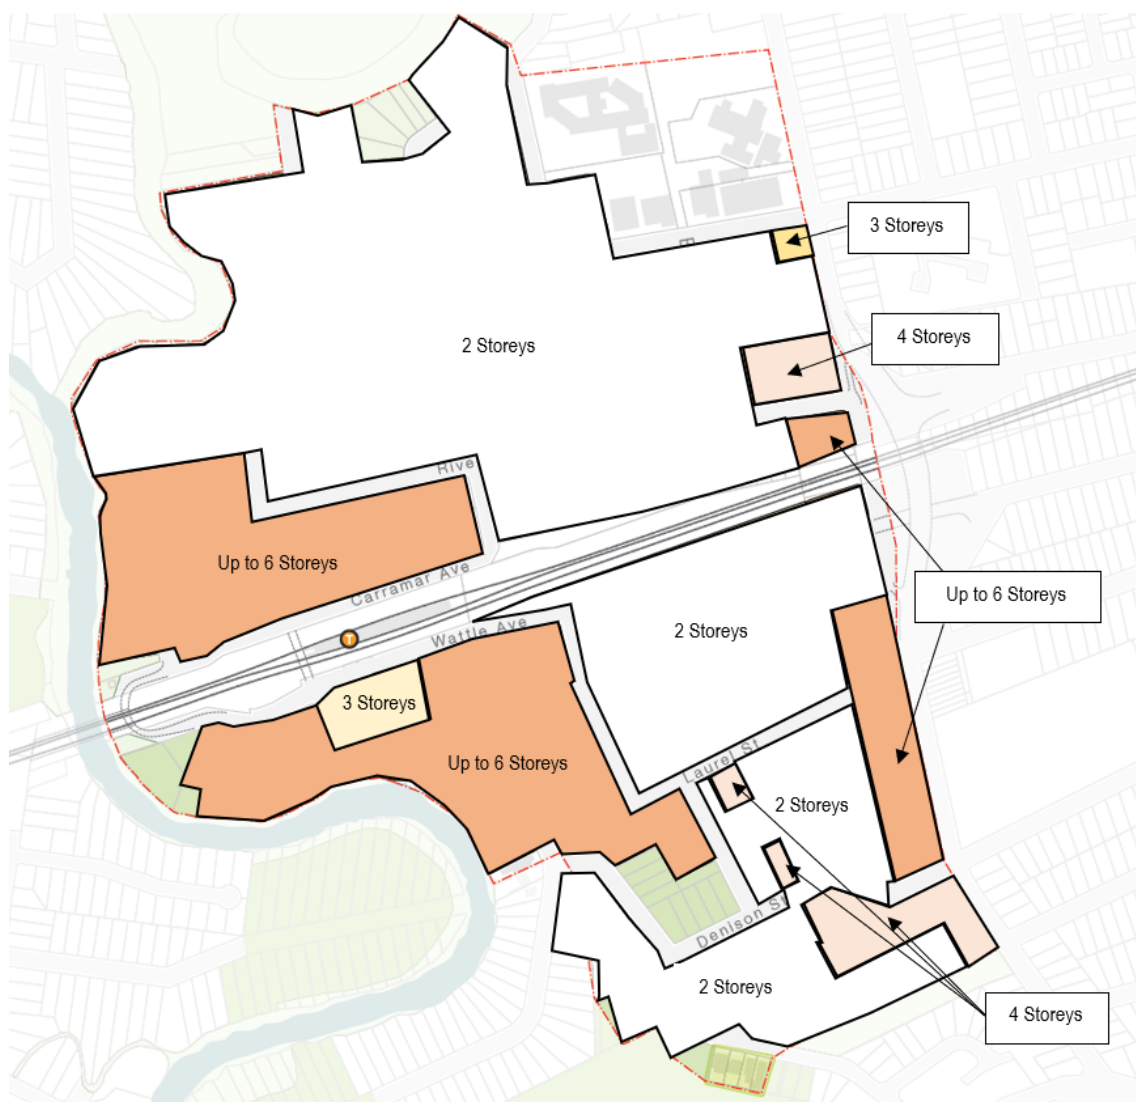 3 Storeys
2 Storeys
4 Storeys
Rive
Up to 6 Storeys
Carramar Ave
Up to 6 Storeys
T
Wattle Ave
2 Storeys
3 Storeys
Up to 6 Storeys
Laurel St
2 Storeys
Denison St
2 Storeys
4 Storeys